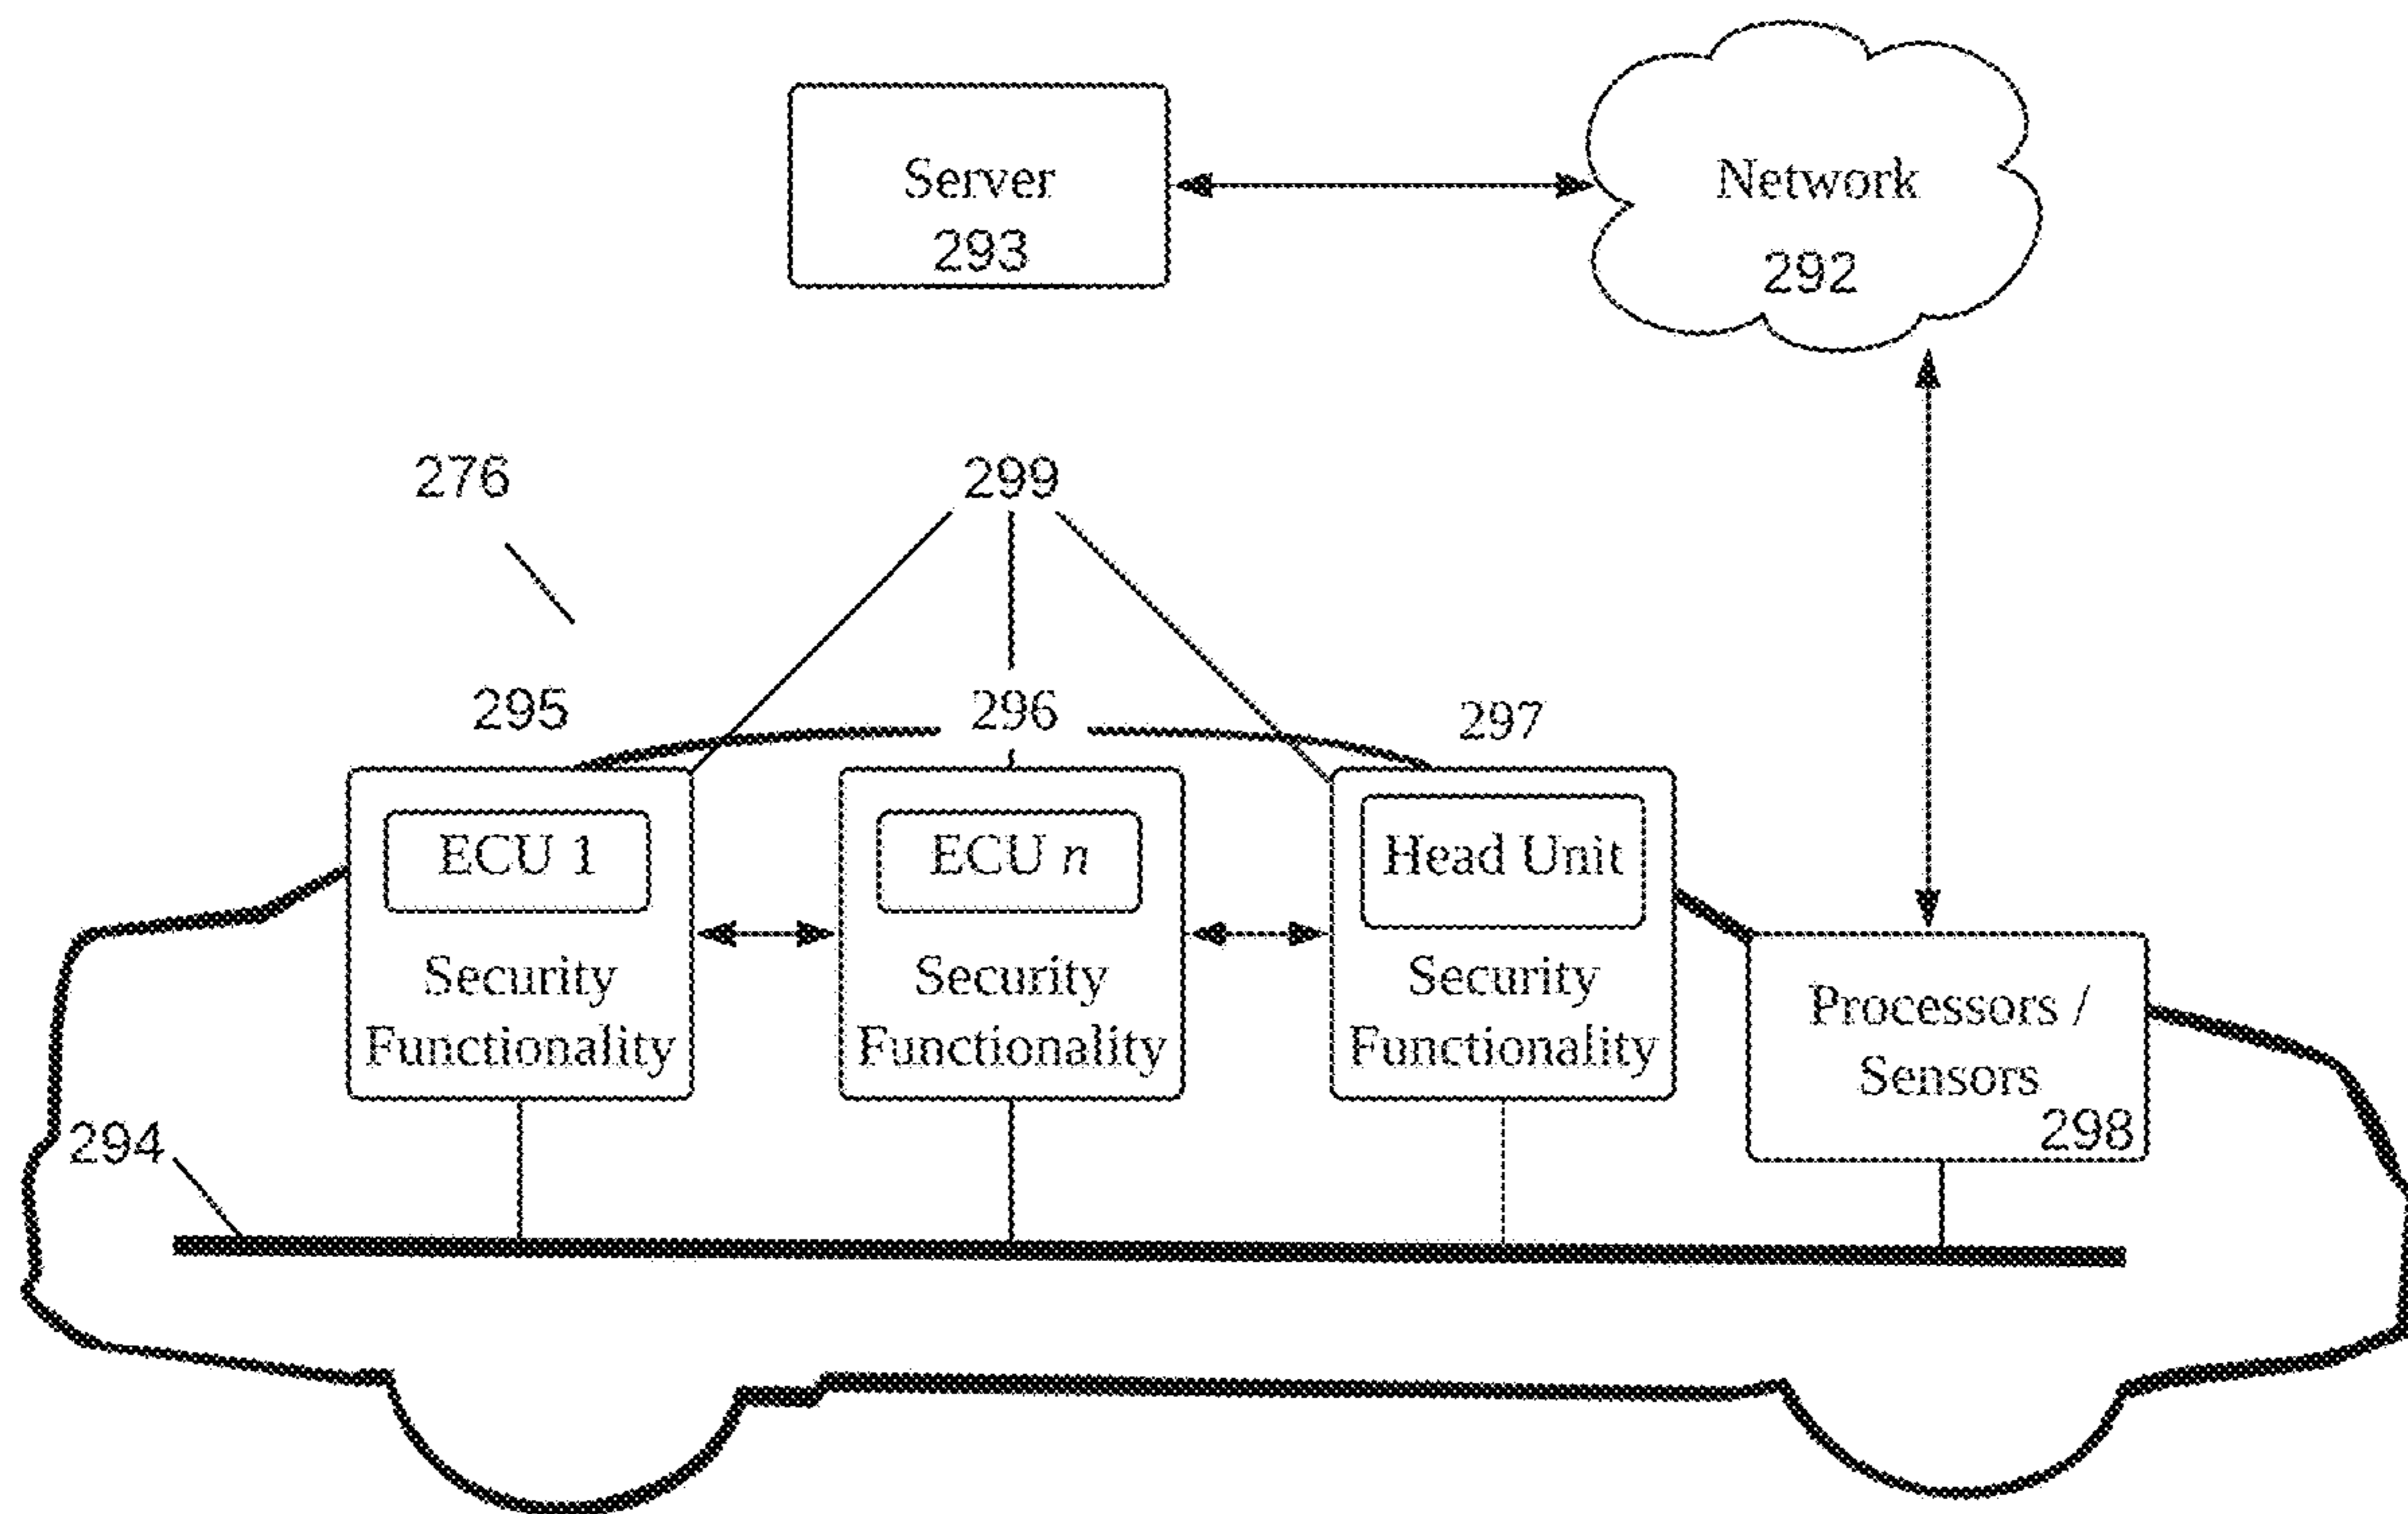 Server
293
Network
292
276
299
295
296
297
ECU 1
Security
Functionality
ECU n
Security
Functionality
Head Unit
Security
Functionality
Processors /
Sensors
298
294